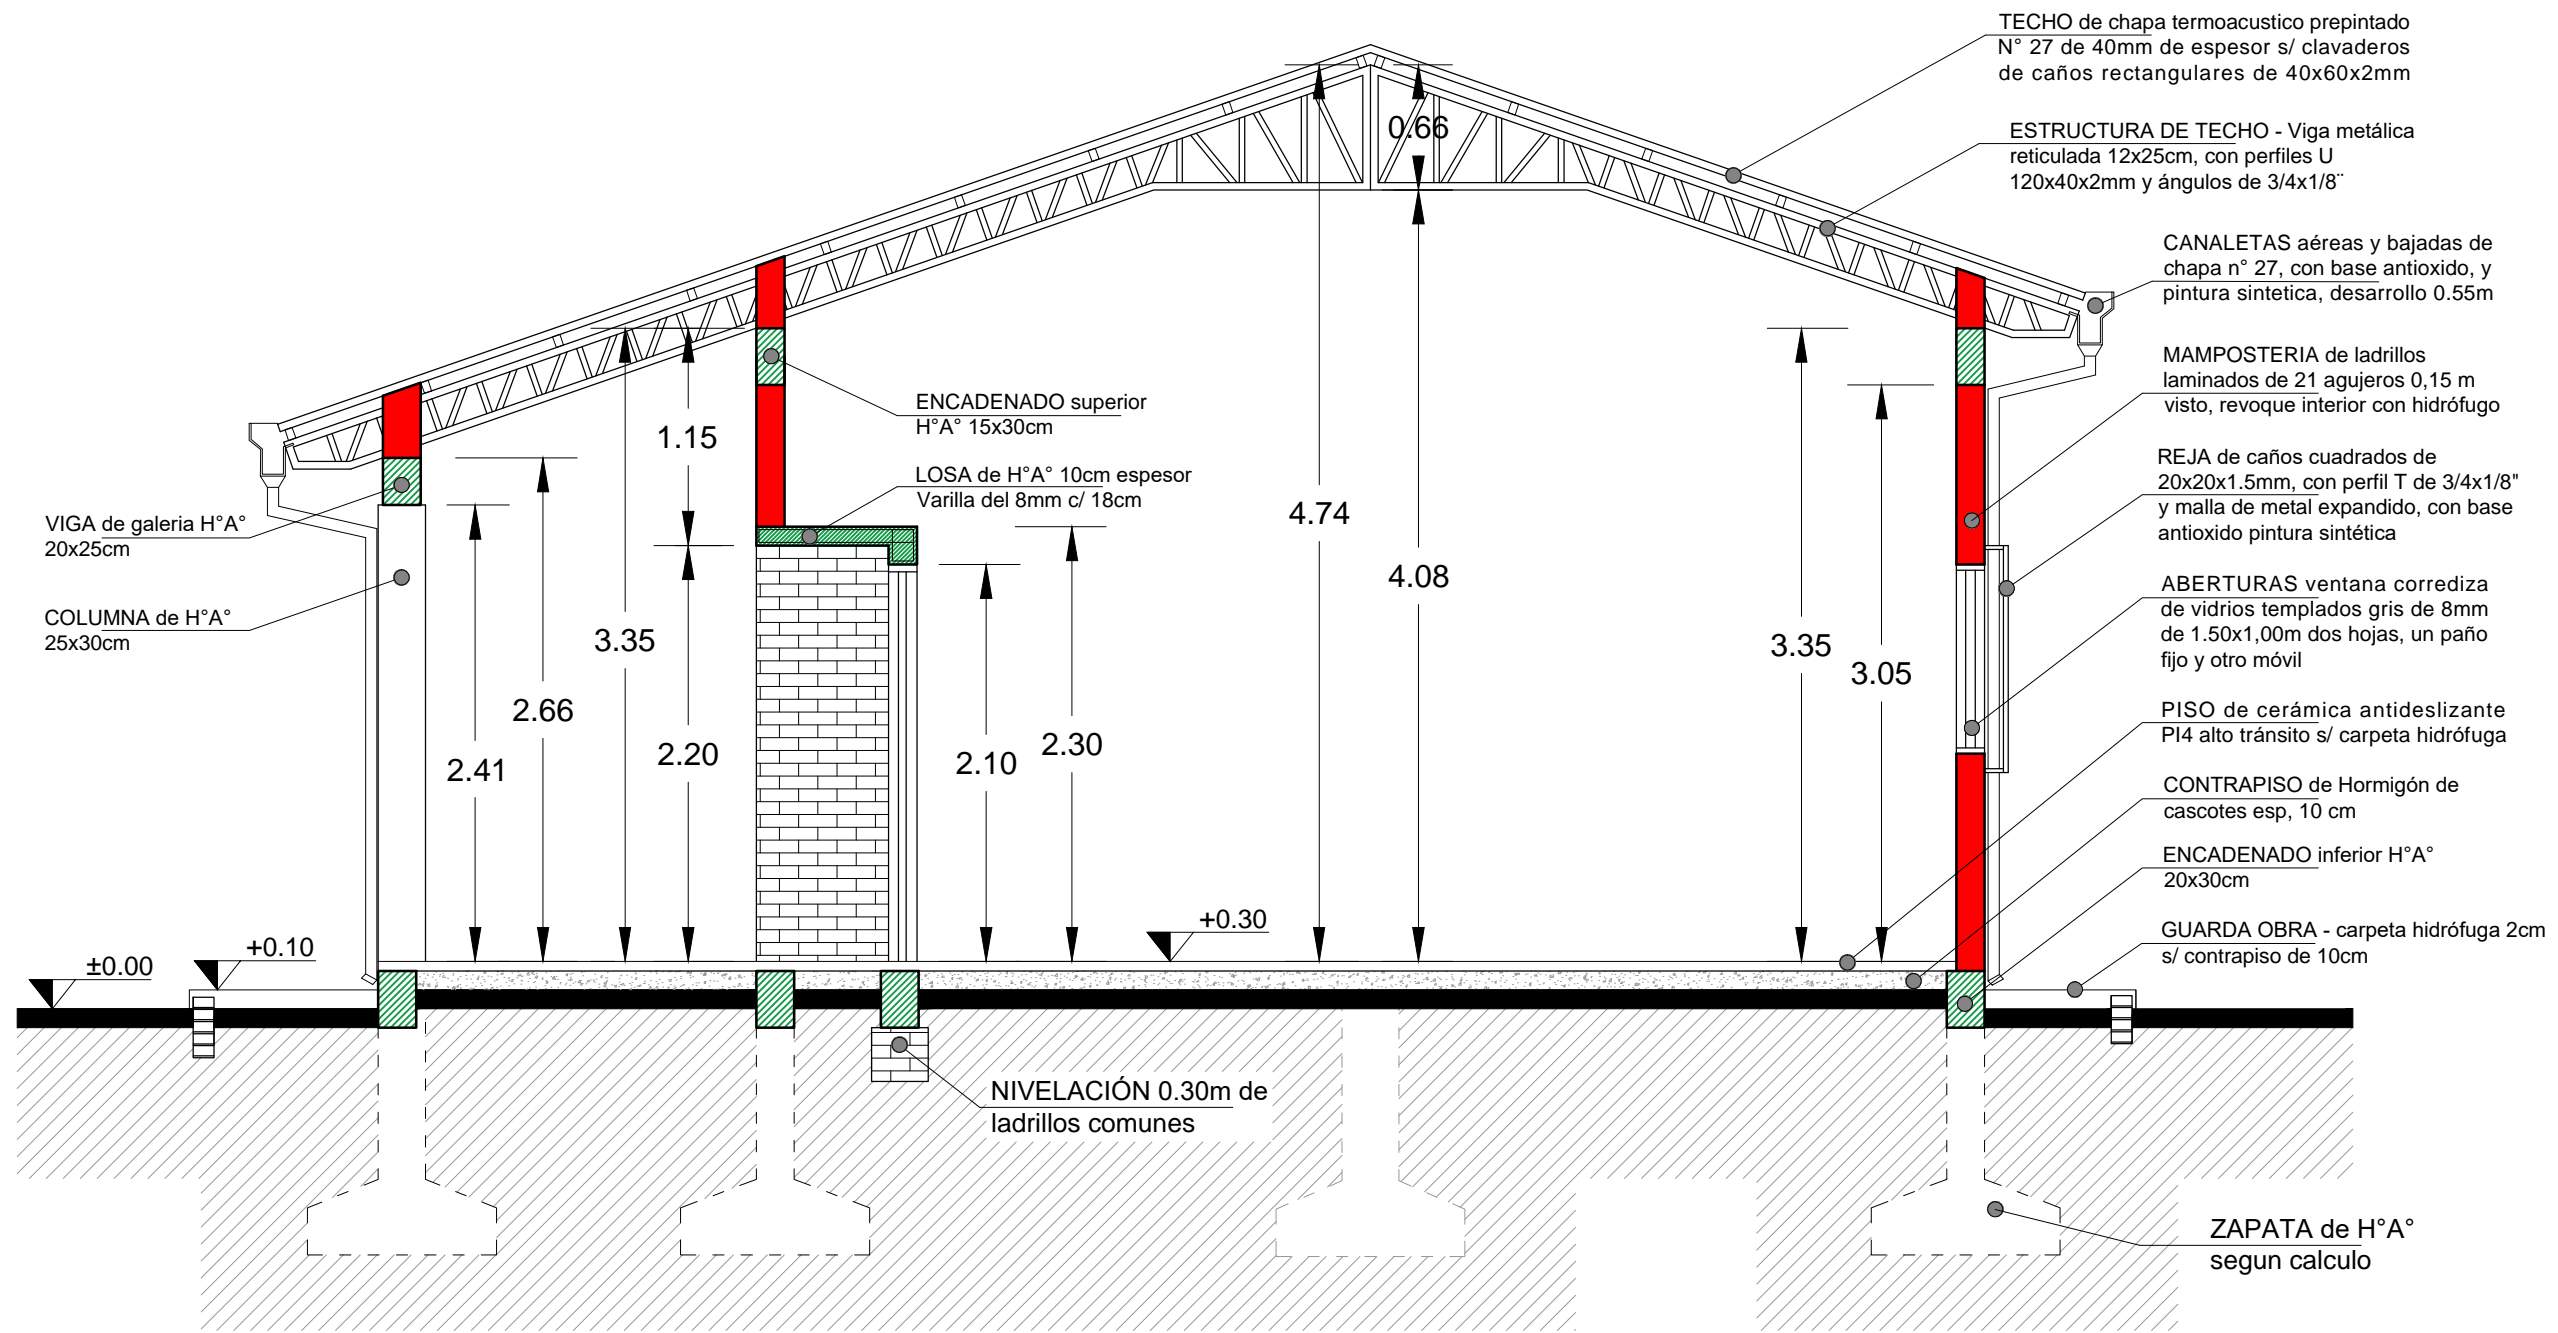 TECHO de chapa termoacustico prepintado
N° 27 de 40mm de espesor s/ clavaderos
de caños rectangulares de 40x60x2mm
ESTRUCTURA DE TECHO - Viga metálica
reticulada 12x25cm, con perfiles U
120x40x2mm y ángulos de 3/4x1/8¨
CANALETAS aéreas y bajadas de
chapa n° 27, con base antioxido, y
pintura sintetica, desarrollo 0.55m
MAMPOSTERIA de ladrillos
laminados de 21 agujeros 0,15 m
visto, revoque interior con hidrófugo
REJA de caños cuadrados de
20x20x1.5mm, con perfil T de 3/4x1/8"
y malla de metal expandido, con base
antioxido pintura sintética
ABERTURAS ventana corrediza
de vidrios templados gris de 8mm
de 1.50x1,00m dos hojas, un paño
fijo y otro móvil
PISO de cerámica antideslizante
PI4 alto tránsito s/ carpeta hidrófuga
CONTRAPISO de Hormigón de
cascotes esp, 10 cm
ENCADENADO inferior H°A°
20x30cm
GUARDA OBRA - carpeta hidrófuga 2cm
s/ contrapiso de 10cm
ZAPATA de H°A°
segun calculo
ENCADENADO superior
H°A° 15x30cm
LOSA de H°A° 10cm espesor
Varilla del 8mm c/ 18cm
VIGA de galeria H°A°
20x25cm
COLUMNA de H°A°
25x30cm
NIVELACIÓN 0.30m de
ladrillos comunes
0.66
1.15
4.74
4.08
3.35
2.66
2.41
2.20
2.10
2.30
3.35
3.05
±0.00
+0.10
+0.30